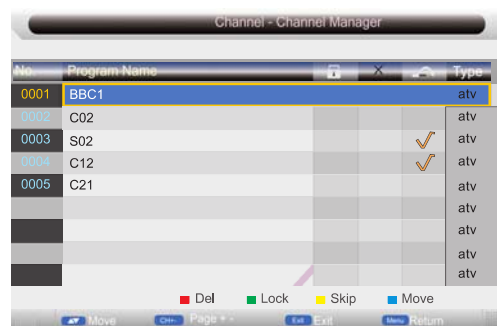 Channel - Channel Manager
No. Program Name X Type
0001 BBC1 atv
0002 C02 atv
0003 S02 atv
0004 C12 atv
0005 C21 atv
atv
atv
atv
atv
Del Lock Skip Move
Move CH+- Page + - Exit Exit Menu Return